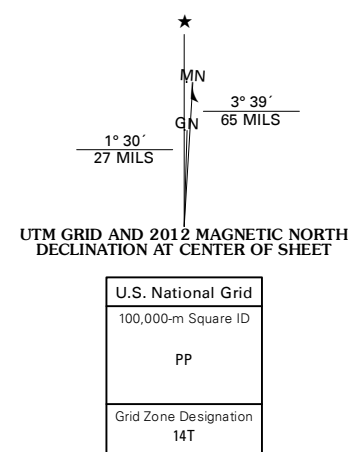 ★
MN
3° 39´
65 MILS
GN
1° 30´
27 MILS
UTM GRID AND 2012 MAGNETIC NORTH
DECLINATION AT CENTER OF SHEET
U.S. National Grid
100,000-m Square ID
PP
Grid Zone Designation
14T